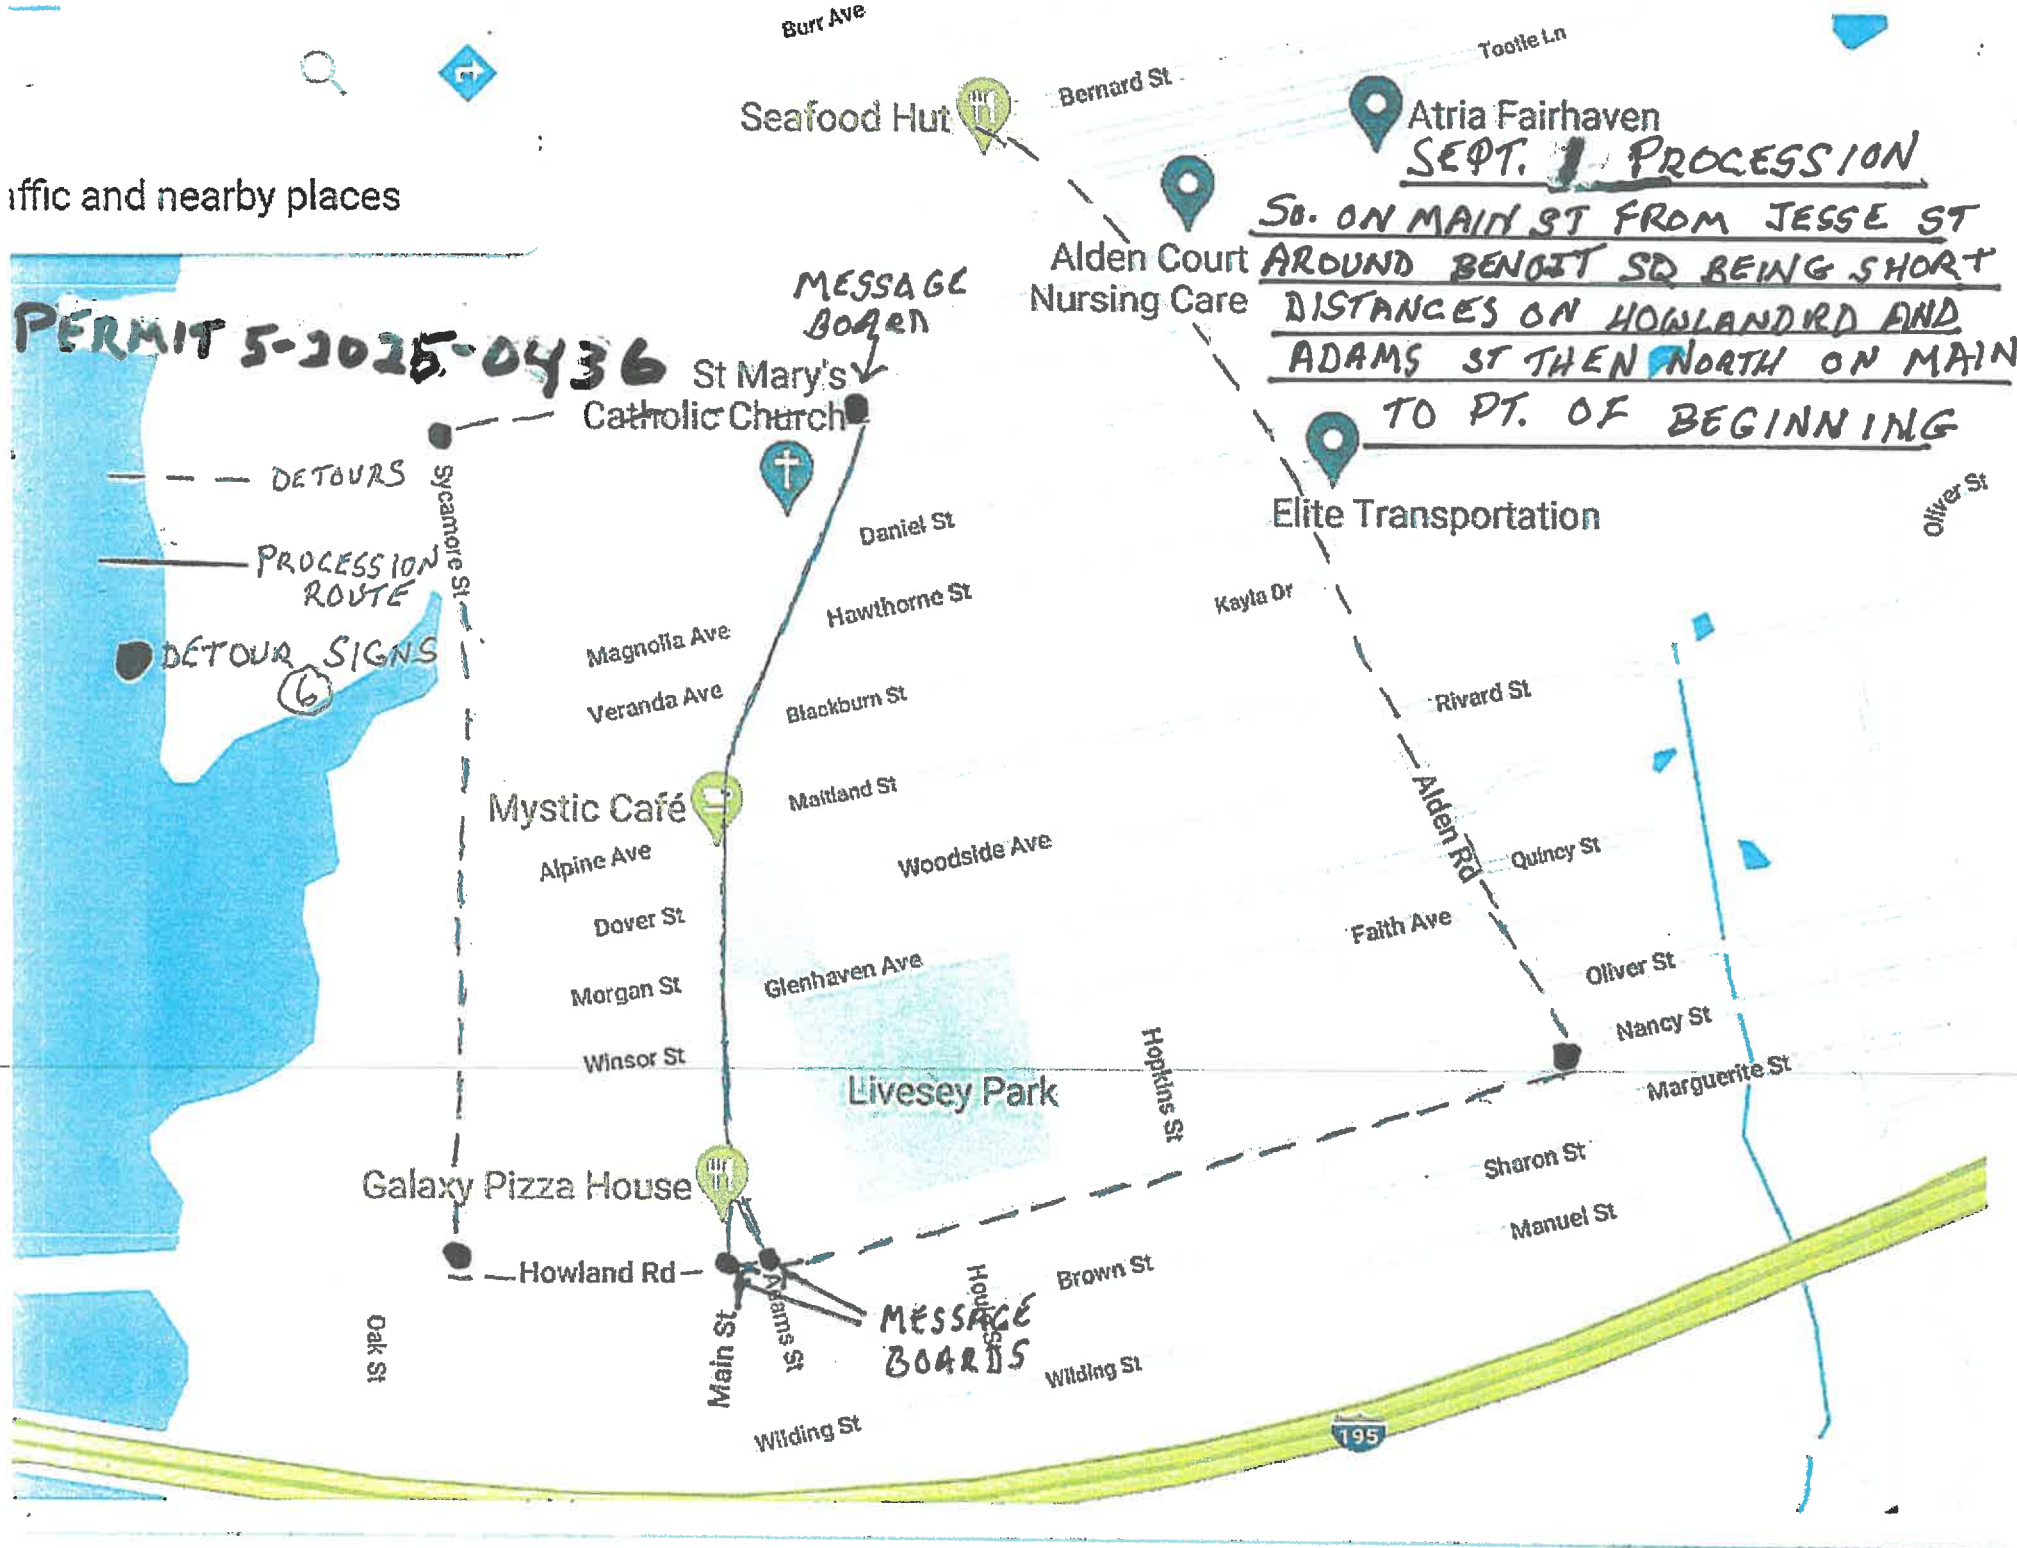 Burr Ave
Tootle Ln
Bernard St
Seafood Hut
Atria Fairhaven
SEPT. 1 PROCESSION
affic and nearby places
SO. ON MAIN ST FROM JESSE ST
Alden Court
Nursing Care
AROUND BENOIT SQ BEING SHORT
DISTANCES ON HOWLANDRD AND
ADAMS ST THEN NORTH ON MAIN
TO PT. OF BEGINNING
MESSAGE
BOARD
PERMIT 5-2025-0436
St Mary's
Catholic Church
DETOURS
Sycamore St
PROCESSION
ROUTE
DETOUR SIGNS
6
Daniel St
Elite Transportation
Oliver St
Hawthorne St
Kayla Dr
Magnolia Ave
Veranda Ave
Blackburn St
Rivard St
Mystic Café
Maitland St
Alden Rd
Alpine Ave
Woodside Ave
Quincy St
Dover St
Faith Ave
Morgan St
Glenhaven Ave
Oliver St
Nancy St
Winsor St
Livesey Park
Hopkins St
Marguerite St
Galaxy Pizza House
Sharon St
Manuel St
Howland Rd
Brown St
Oak St
Main St
Adams St
MESSAGE
BOARDS
Wilding St
Wilding St
195